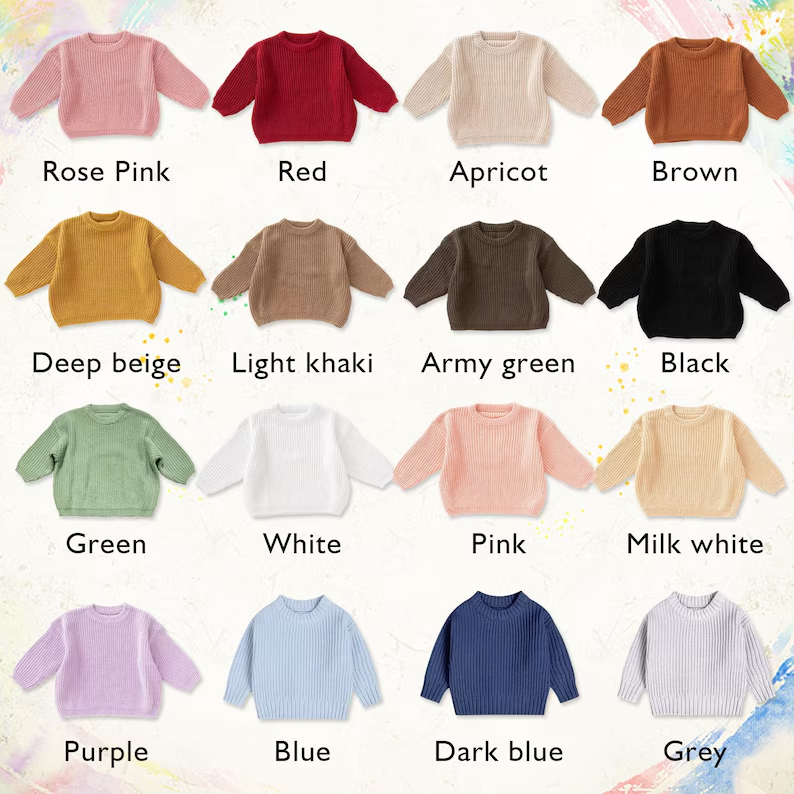 Rose Pink
Red
Apricot
Brown
Deep beige
Light khaki
Army green
Black
Green
White
Pink
Milk white
Purple
Blue
Dark blue
Grey